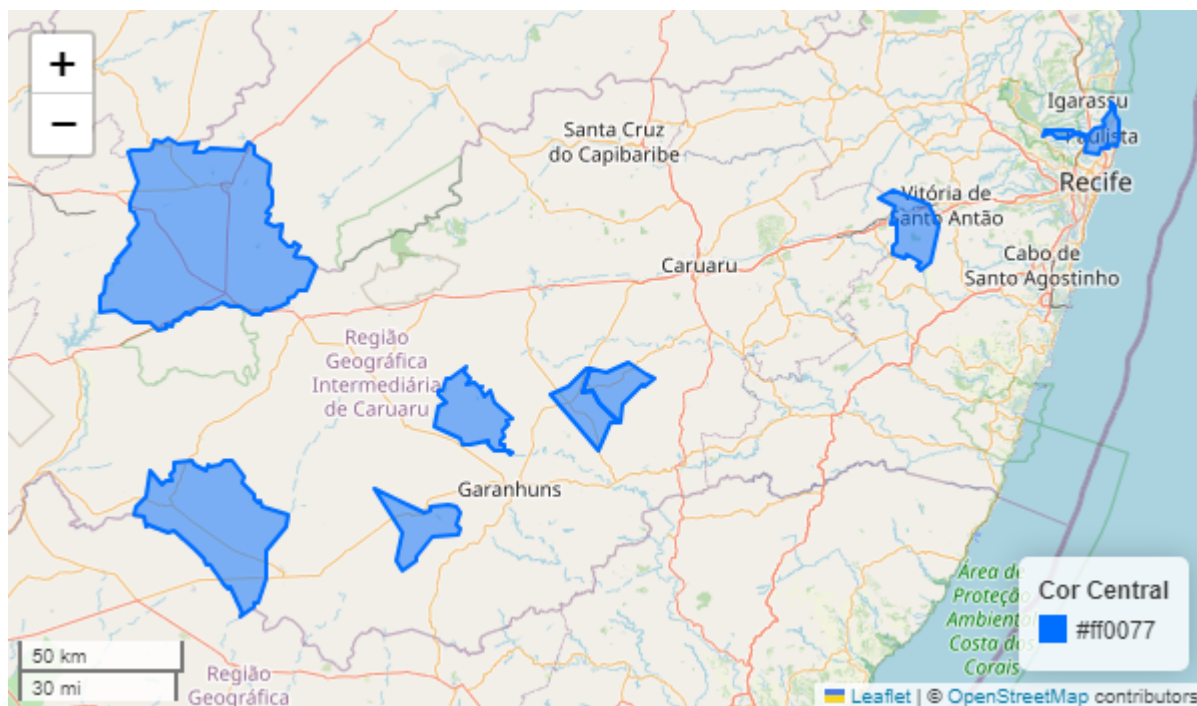 +
−
Igarassu
Paulista
Recife
Santa Cruz
do Capibaribe
Vitória de
Santo Antão
Caruaru
Cabo de
Santo Agostinho
Região
Geográfica
Intermediária
de Caruaru
Garanhuns
Área de
Proteção
Ambiental
Costa dos
Corais
Cor Central
#ff0077
50 km
30 mi
Região
Geográfica
Leaflet | © OpenStreetMap contributors